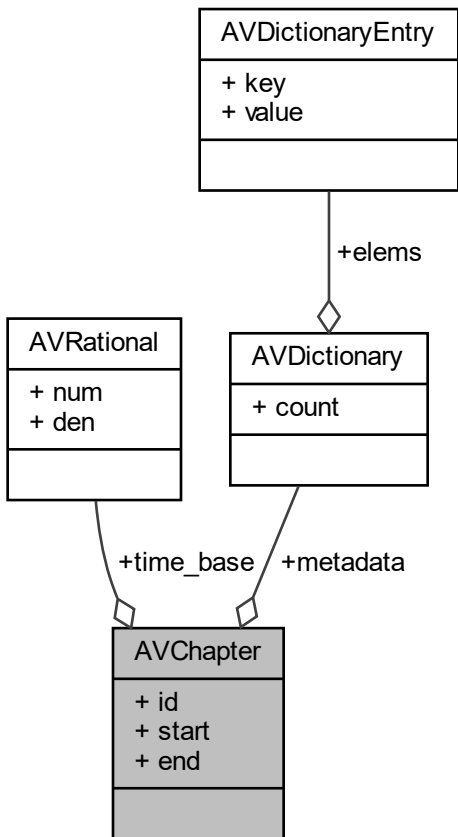 AVDictionaryEntry
+ key
+ value
+elems
AVRational
+ num
+ den
AVDictionary
+ count
+time_base
+metadata
AVChapter
+ id
+ start
+ end